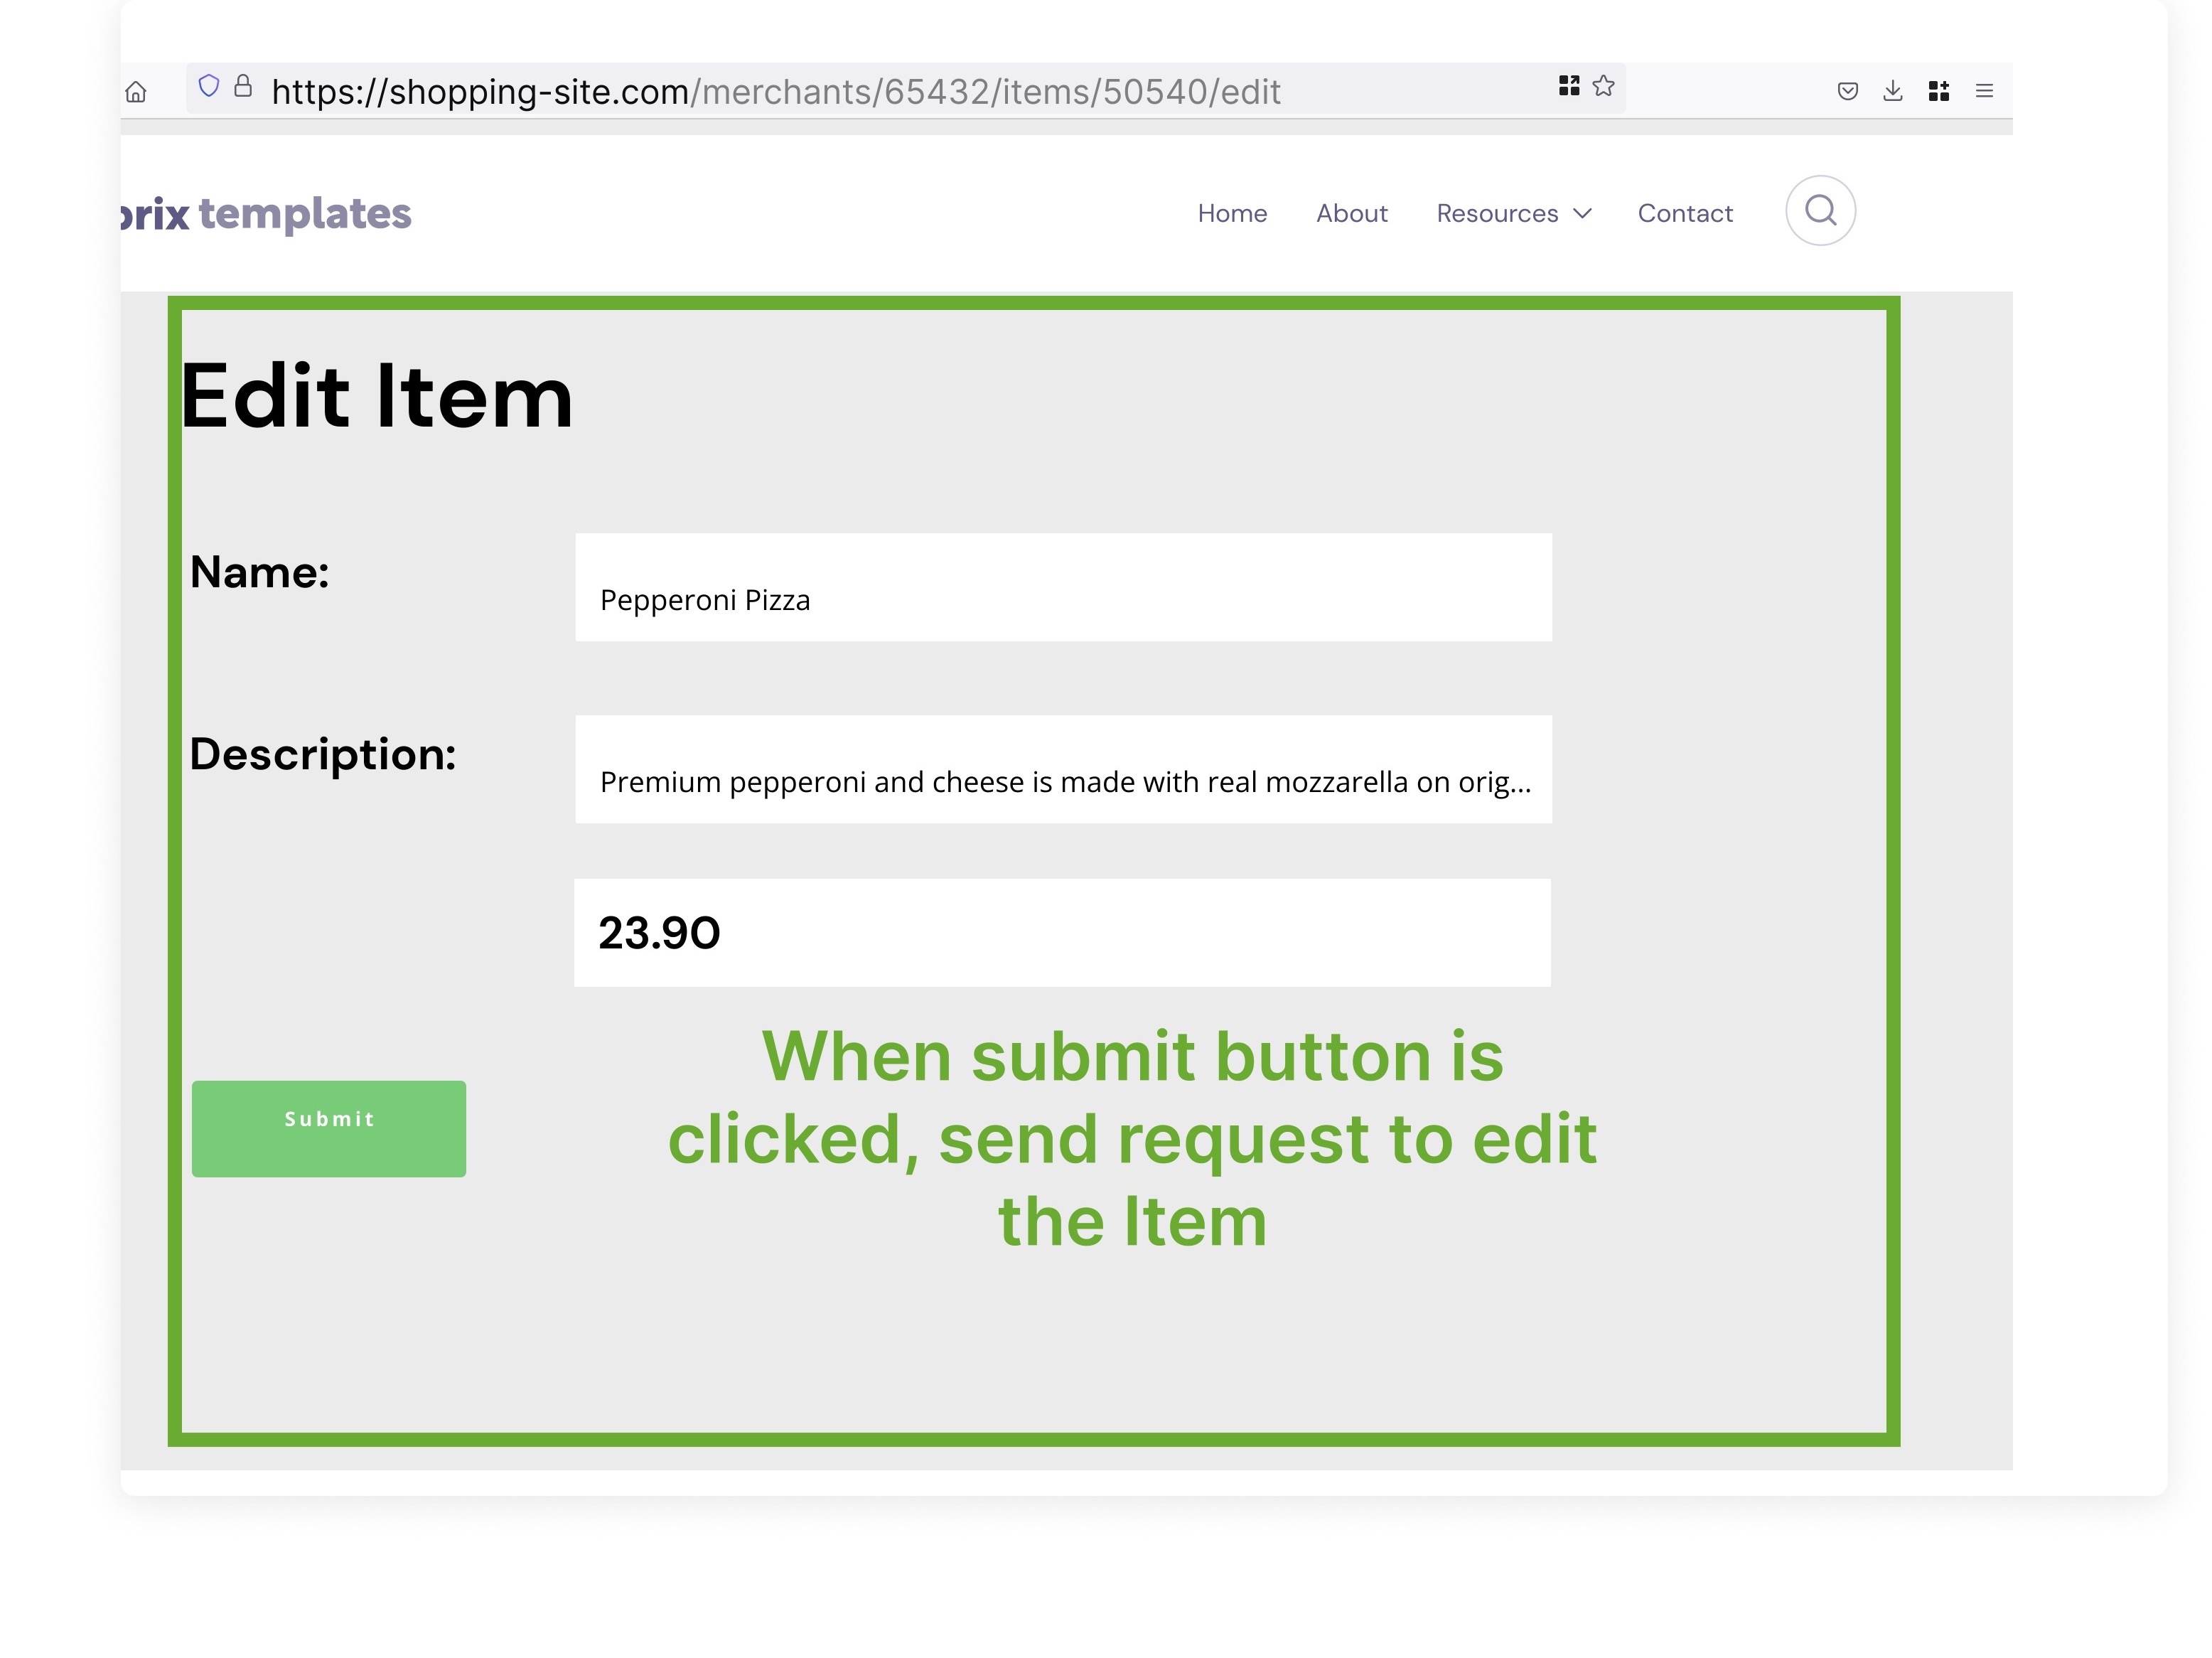 https://shopping-site.com/merchants/65432/items/50540/edit
brix templates
Home About Resources Contact
Edit Item
Name:
Pepperoni Pizza
Description:
Premium pepperoni and cheese is made with real mozzarella on orig...
23.90
When submit button is
clicked, send request to edit
the Item
Submit